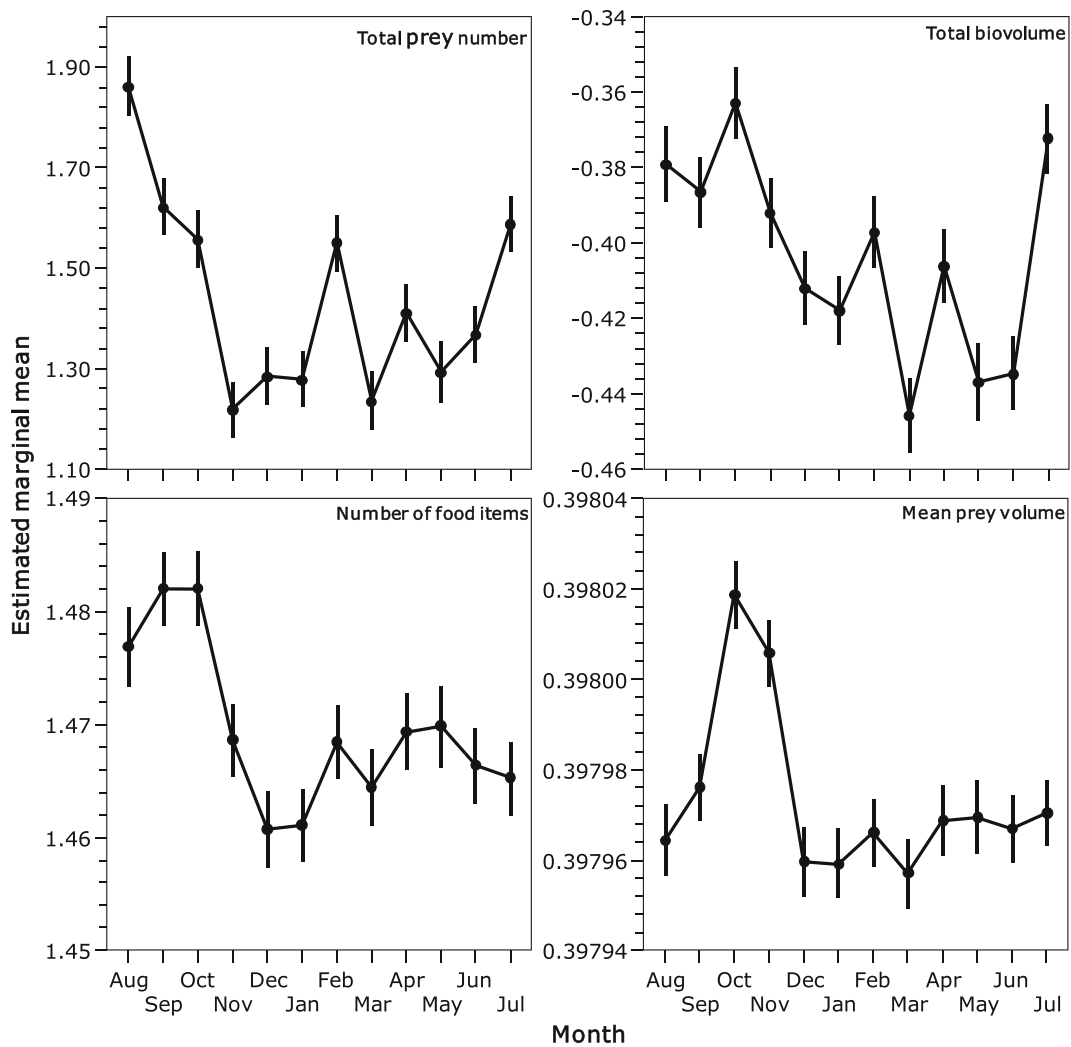 Total prey number
1.90
1.70
1.50
1.30
1.10
Total biovolume
-0.34
-0.36
-0.38
-0.40
-0.42
-0.44
-0.46
Estimated marginal mean
Number of food items
1.49
1.48
1.47
1.46
1.45
Mean prey volume
0.39804
0.39802
0.39800
0.39798
0.39796
0.39794
Aug Oct Dec Feb Apr Jun
Sep Nov Jan Mar May Jul
Aug Oct Dec Feb Apr Jun
Sep Nov Jan Mar May Jul
Month